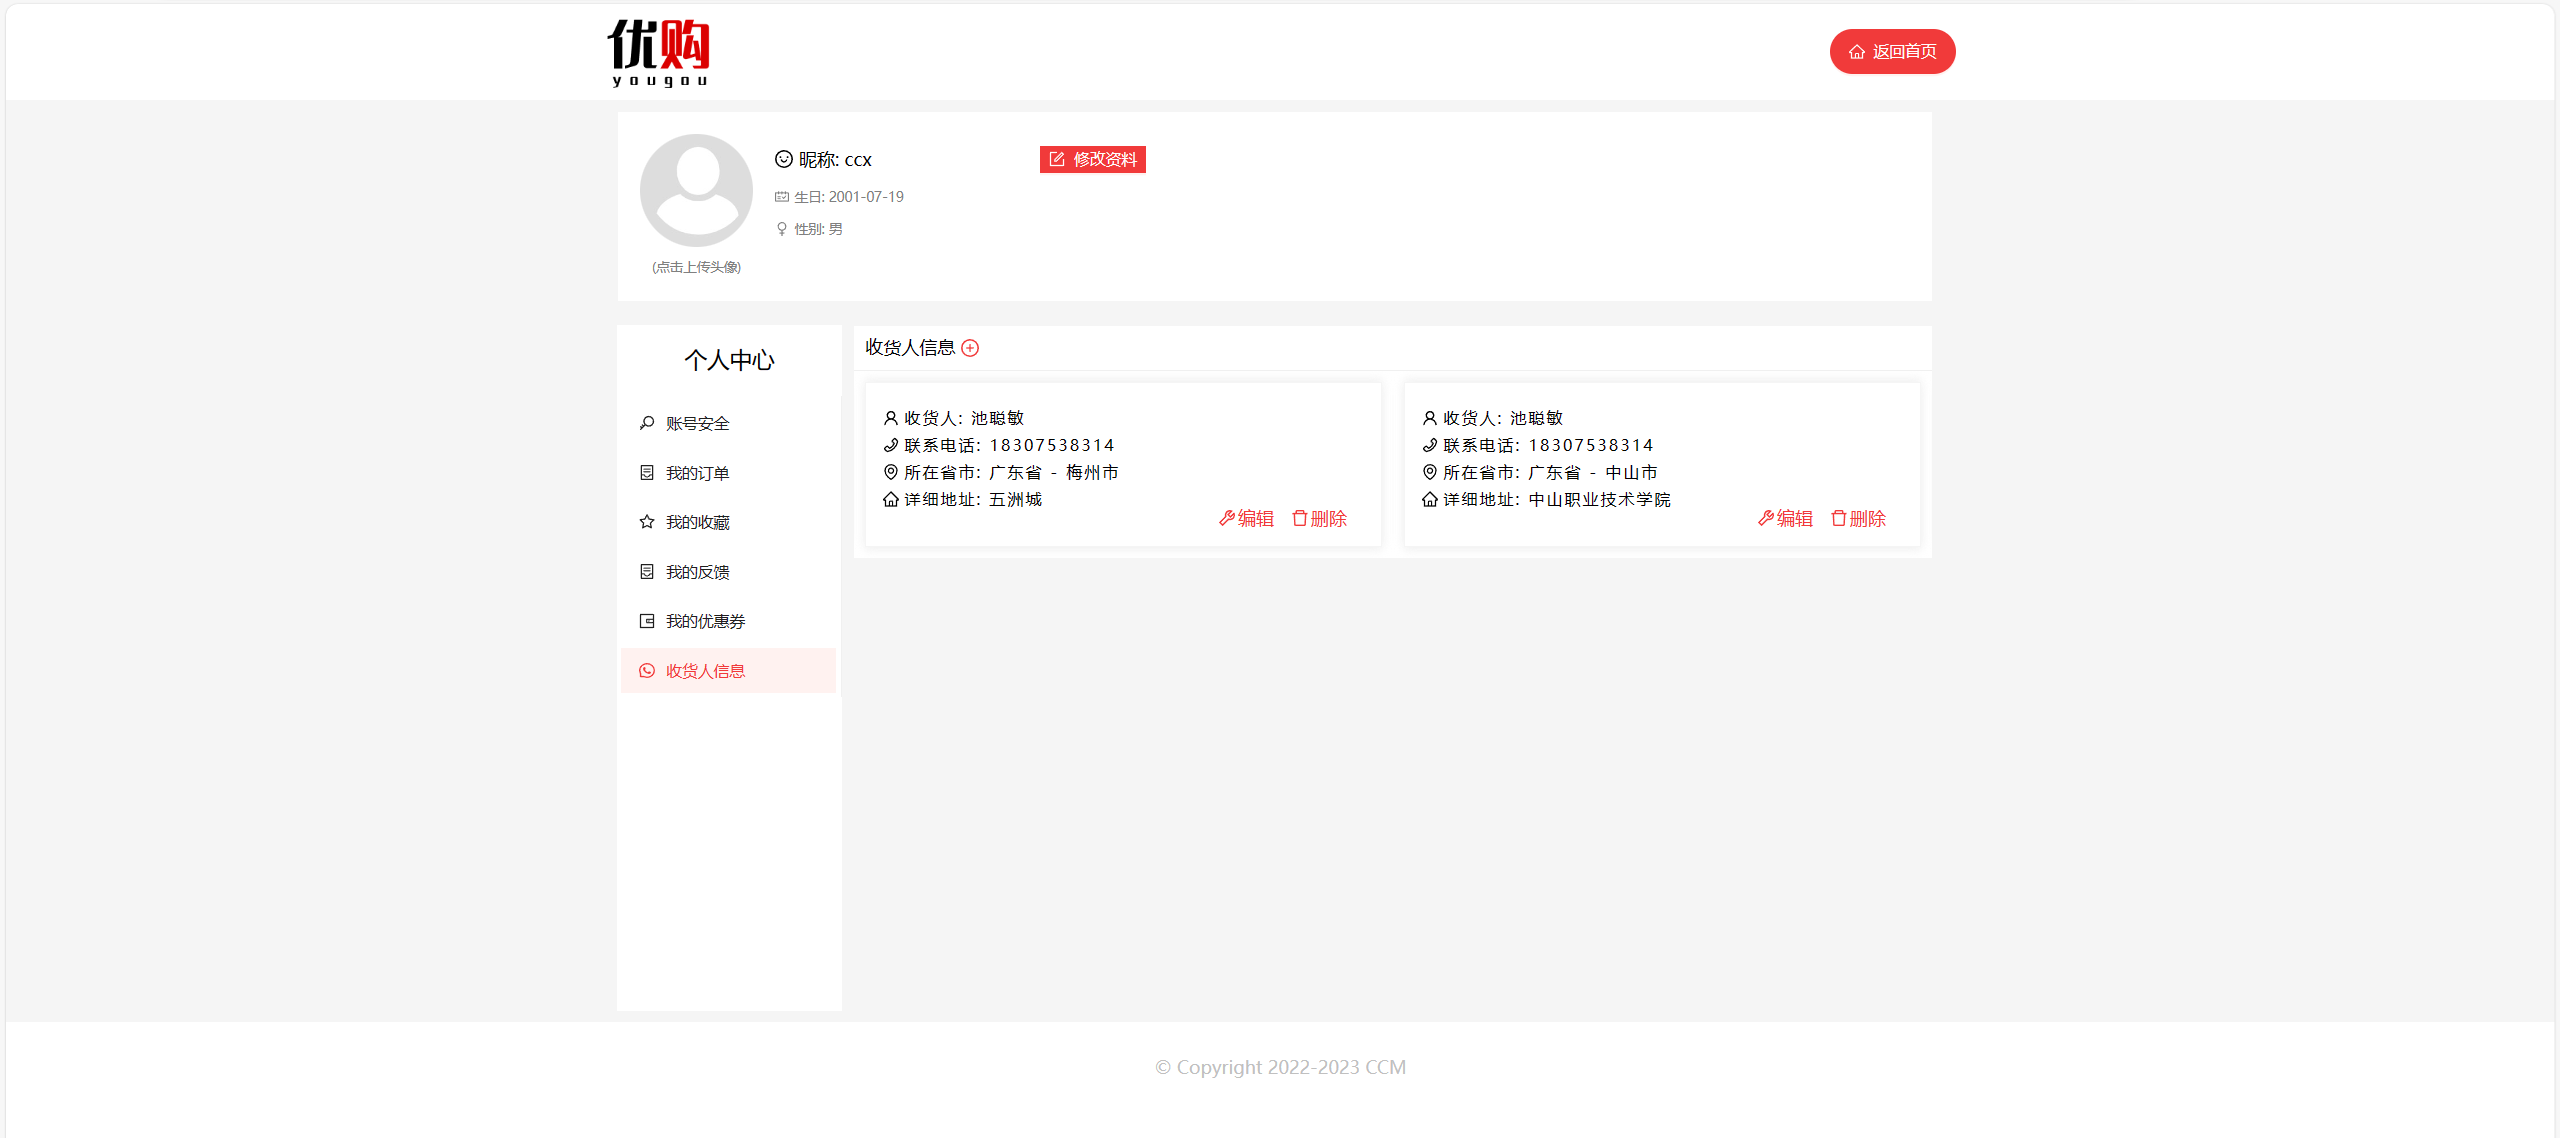 优购
yougou
返回首页
昵称: ccx
修改资料
生日: 2001-07-19
性别: 男
(点击上传头像)
个人中心
账号安全
我的订单
我的收藏
我的反馈
我的优惠券
收货人信息
收货人信息
收货人: 池聪敏
联系电话: 18307538314
所在省市: 广东省 - 梅州市
详细地址: 五洲城
编辑 删除
收货人: 池聪敏
联系电话: 18307538314
所在省市: 广东省 - 中山市
详细地址: 中山职业技术学院
编辑 删除
© Copyright 2022-2023 CCM